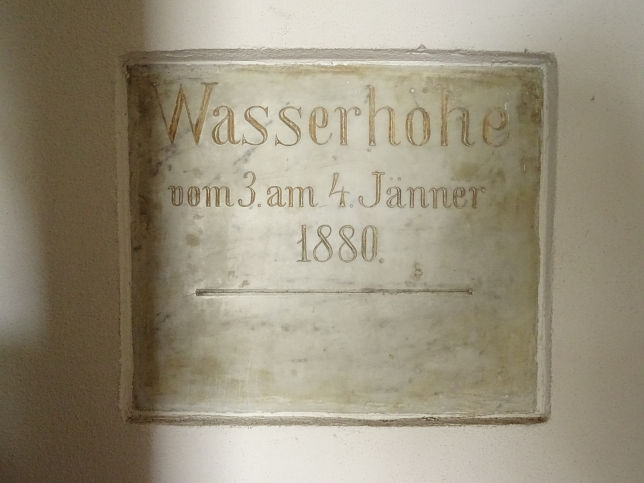 Wasserhöhe
vom 3. am 4. Jänner
1880.